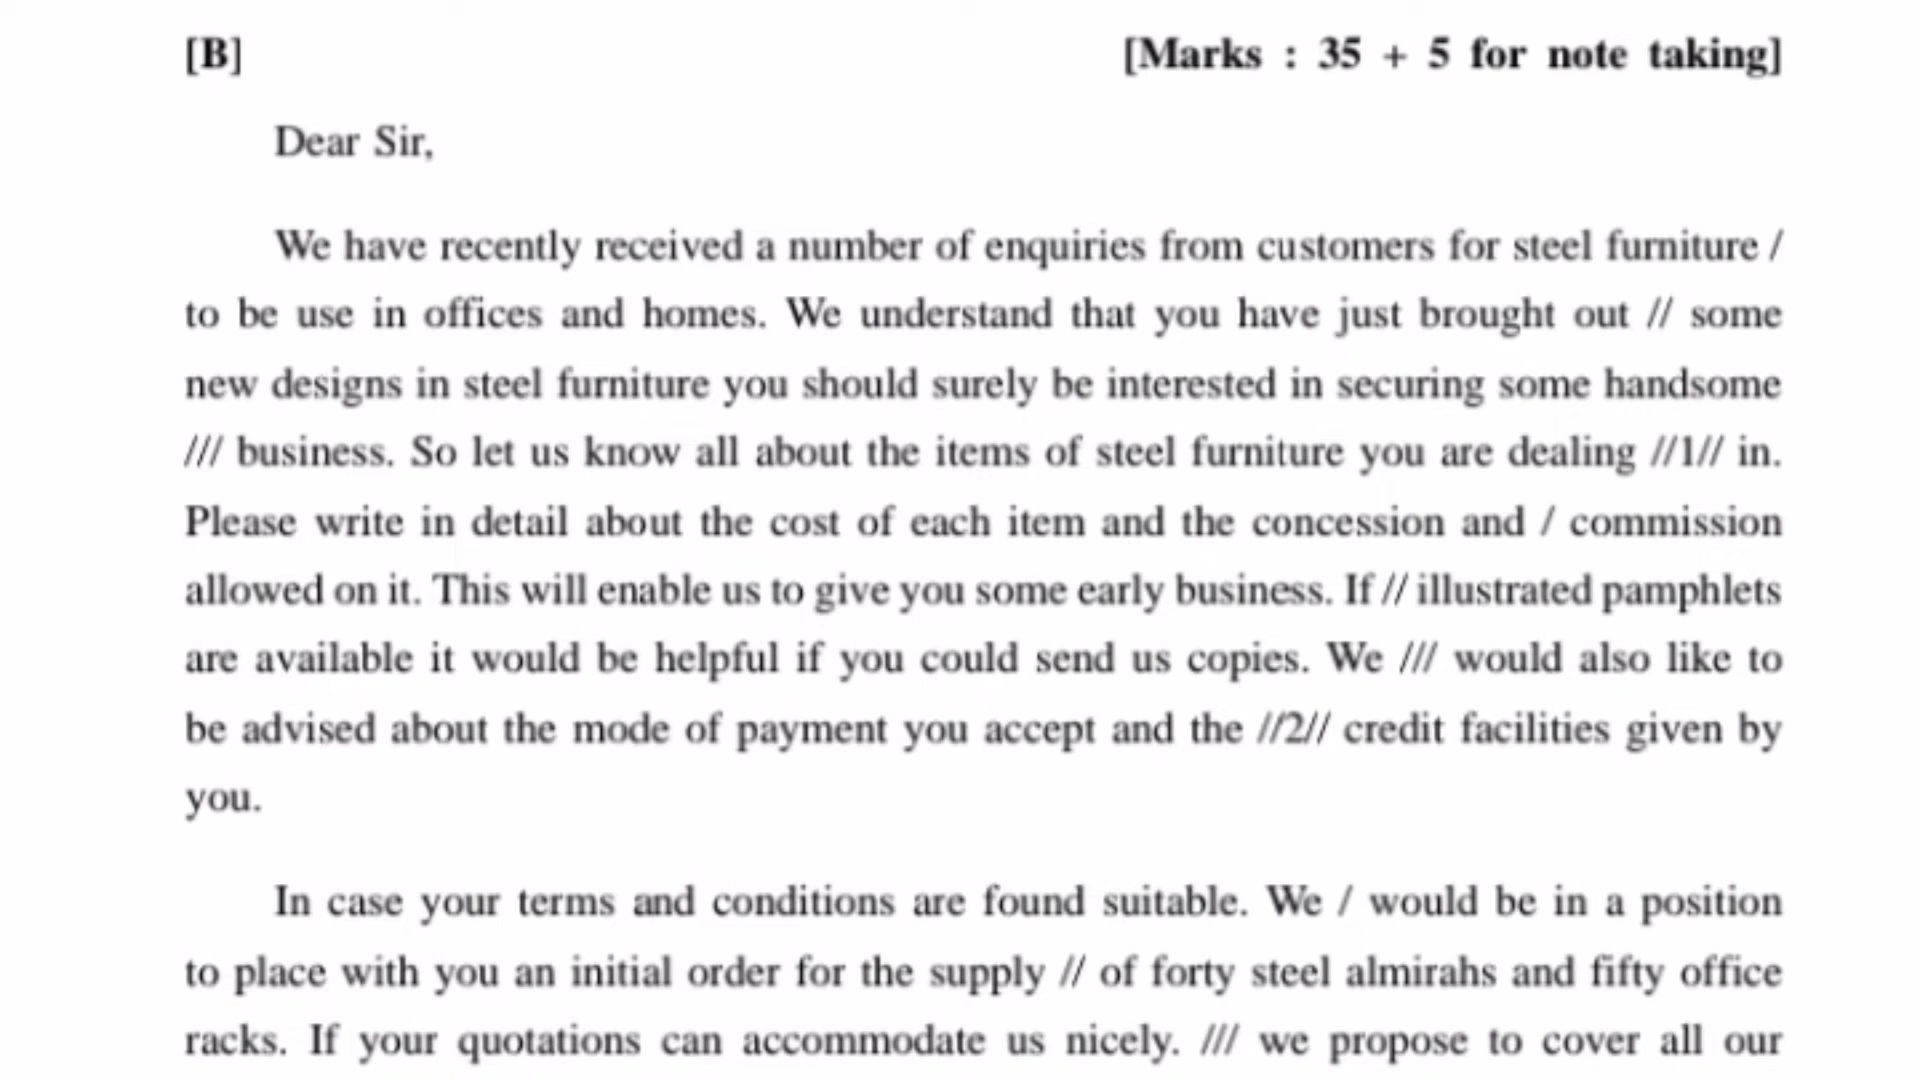 [B] [Marks : 35 + 5 for note taking]
Dear Sir,
We have recently received a number of enquiries from customers for steel furniture /
to be use in offices and homes. We understand that you have just brought out // some
new designs in steel furniture you should surely be interested in securing some handsome
/// business. So let us know all about the items of steel furniture you are dealing //1// in.
Please write in detail about the cost of each item and the concession and / commission
allowed on it. This will enable us to give you some early business. If // illustrated pamphlets
are available it would be helpful if you could send us copies. We /// would also like to
be advised about the mode of payment you accept and the //2// credit facilities given by
you.
In case your terms and conditions are found suitable. We / would be in a position
to place with you an initial order for the supply // of forty steel almirahs and fifty office
racks. If your quotations can accommodate us nicely. /// we propose to cover all our